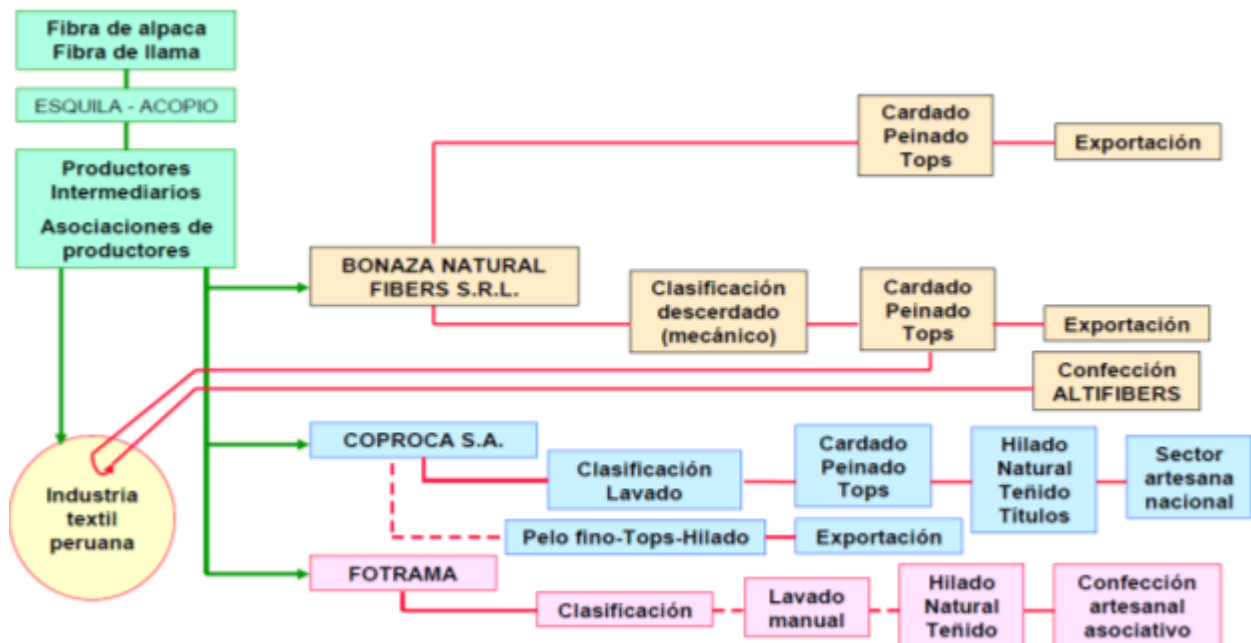 Fibra de alpaca
Fibra de llama
ESQUILA - ACOPIO
Productores
Intermediarios
Asociaciones de
productores
Cardado
Peinado
Tops
Exportación
BONAZA NATURAL
FIBERS S.R.L.
Clasificación
descerdado
(mecánico)
Cardado
Peinado
Tops
Exportación
Confección
ALTIFIBERS
Industria
textil
peruana
COPROCA S.A.
Clasificación
Lavado
Cardado
Peinado
Tops
Hilado
Natural
Teñido
Títulos
Sector
artesana
nacional
Pelo fino-Tops-Hilado
Exportación
FOTRAMA
Clasificación
Lavado
manual
Hilado
Natural
Teñido
Confección
artesanal
asociativo